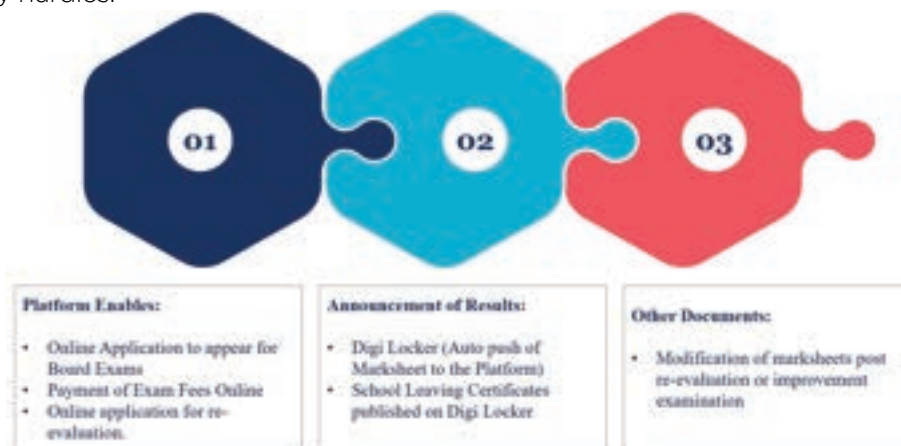 hurdles.
01
02
03
Platform Enables:
• Online Application to appear for
Board Exams
• Payment of Exam Fees Online
• Online application for re-
evaluation.
Announcement of Results:
• Digi Locker (Auto push of
Marksheet to the Platform)
• School Leaving Certificates
published on Digi Locker
Other Documents:
• Modification of marksheets post
re-evaluation or improvement
examination